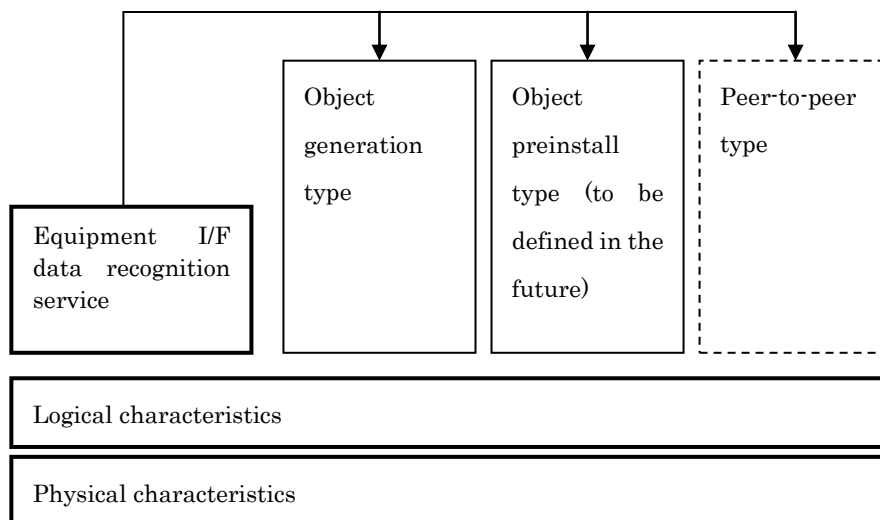 Object
generation
type
Object
preinstall
type (to be
defined in the
future)
Peer-to-peer
type
Equipment I/F
data recognition
service
Logical characteristics
Physical characteristics